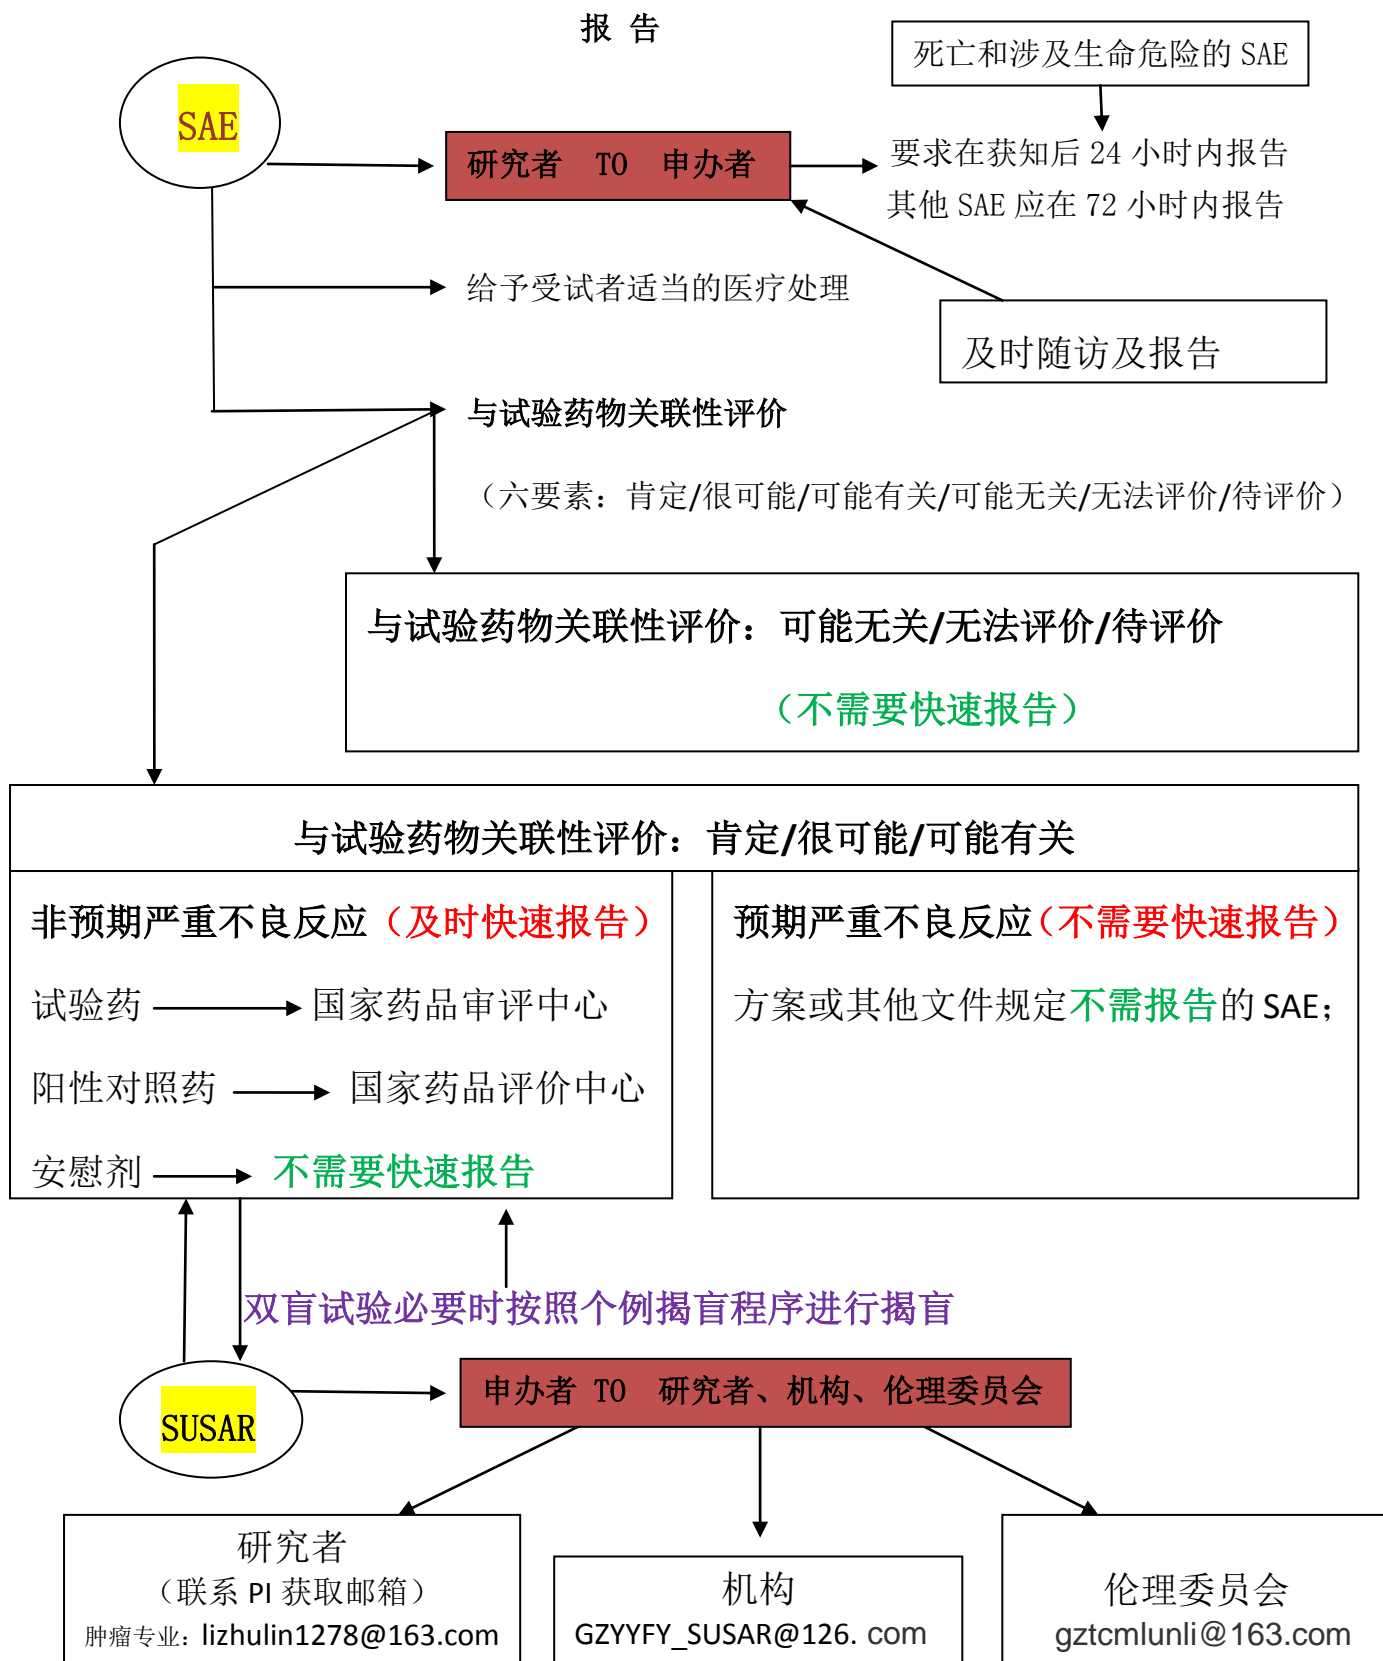 报 告
死亡和涉及生命危险的 SAE
SAE
研究者 TO 申办者
要求在获知后 24 小时内报告
其他 SAE 应在 72 小时内报告
给予受试者适当的医疗处理
及时随访及报告
与试验药物关联性评价
（六要素：肯定/很可能/可能有关/可能无关/无法评价/待评价）
与试验药物关联性评价：可能无关/无法评价/待评价
（不需要快速报告）
与试验药物关联性评价：肯定/很可能/可能有关
非预期严重不良反应（及时快速报告）
试验药 国家药品审评中心
阳性对照药 国家药品评价中心
安慰剂 不需要快速报告
预期严重不良反应（不需要快速报告）
方案或其他文件规定不需报告的 SAE；
双盲试验必要时按照个例揭盲程序进行揭盲
SUSAR
申办者 TO 研究者、机构、伦理委员会
研究者
（联系 PI 获取邮箱）
肿瘤专业：lizhulin1278@163.com
机构
GZYYFY_SUSAR@126. com
伦理委员会
gztcmlunli@163.com